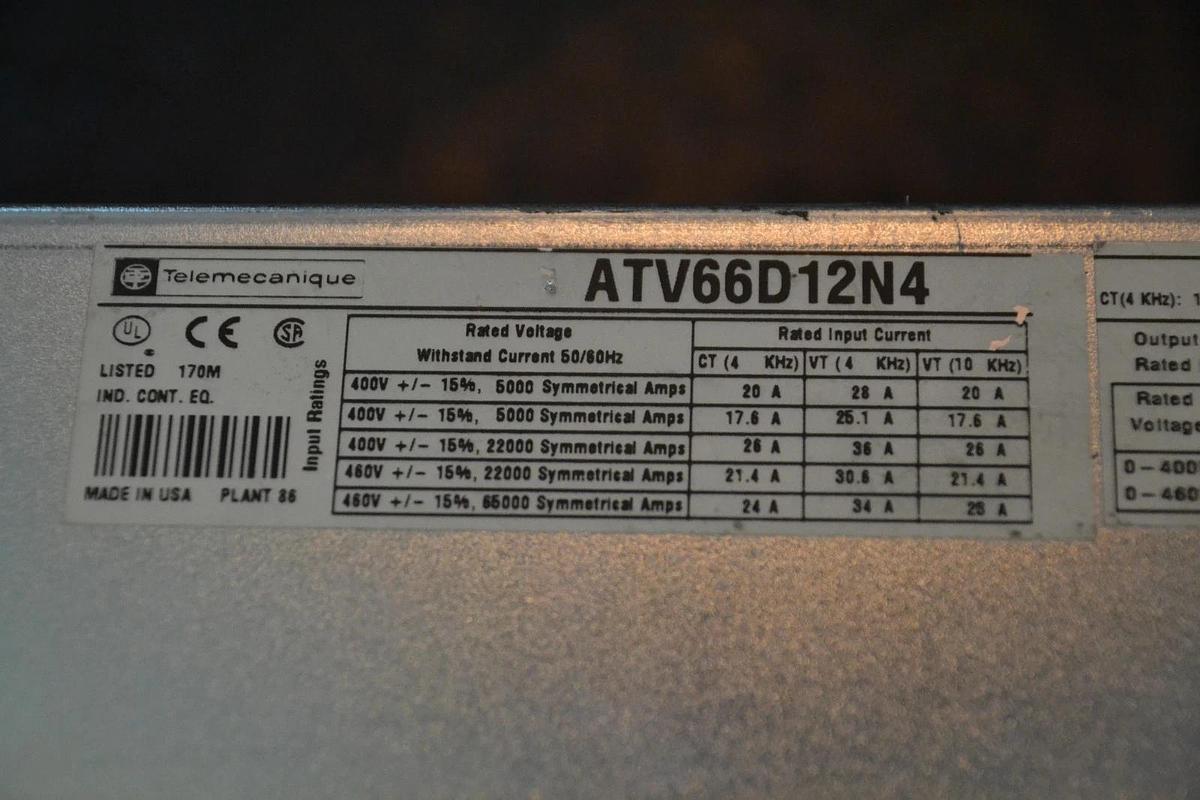 Telemecanique
ATV66D12N4
UL
CE
SA
LISTED 170M
IND. CONT. EQ.
MADE IN USA PLANT 86
Input Ratings
Rated Voltage
Withstand Current 50/60Hz
Rated Input Current
CT (4 KHz) VT (4 KHz) VT (10 KHz)
400V +/- 15%, 5000 Symmetrical Amps 20 A 28 A 20 A
400V +/- 15%, 5000 Symmetrical Amps 17.6 A 25.1 A 17.6 A
400V +/- 15%, 22000 Symmetrical Amps 26 A 36 A 26 A
460V +/- 15%, 22000 Symmetrical Amps 21.4 A 30.6 A 21.4 A
460V +/- 15%, 65000 Symmetrical Amps 24 A 34 A A
CT(4 KHz): 1
Output
Rated
Rated
Voltage
0-400
0-460